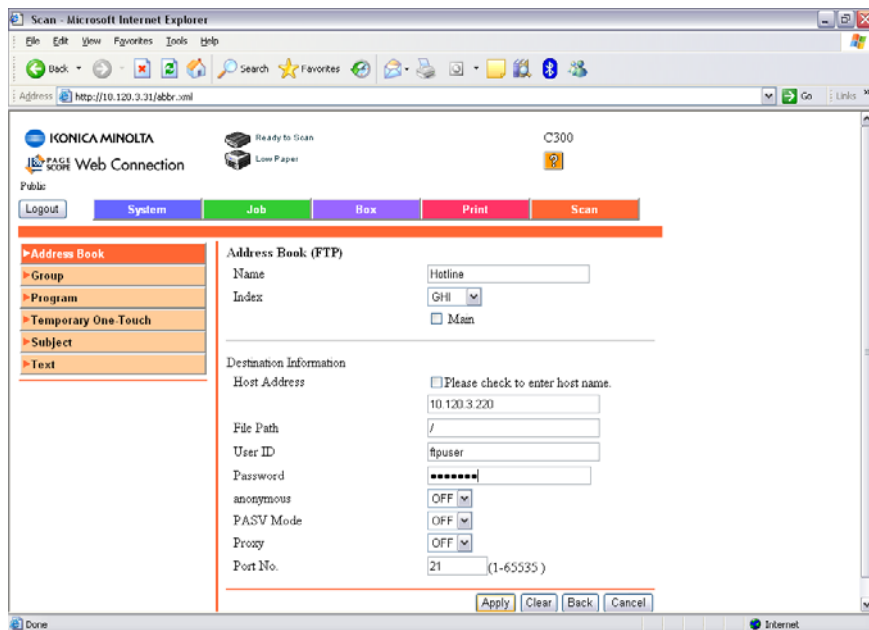 Scan - Microsoft Internet Explorer
File Edit View Favorites Tools Help
Back Search Favorites
Address http://10.120.3.31/abbr.xml Go Links »
KONICA MINOLTA Ready to Scan C300
PAGE SCOPE Web Connection Low Paper ?
Public
Logout System Job Box Print Scan
Address Book
Group
Program
Temporary One-Touch
Subject
Text
Address Book (FTP)
Name Hotline
Index GHI
Main
Destination Information
Host Address Please check to enter host name.
10.120.3.220
File Path /
User ID ftpuser
Password •••••••
anonymous OFF
PASV Mode OFF
Proxy OFF
Port No. 21 (1-65535 )
Apply Clear Back Cancel
Done Internet